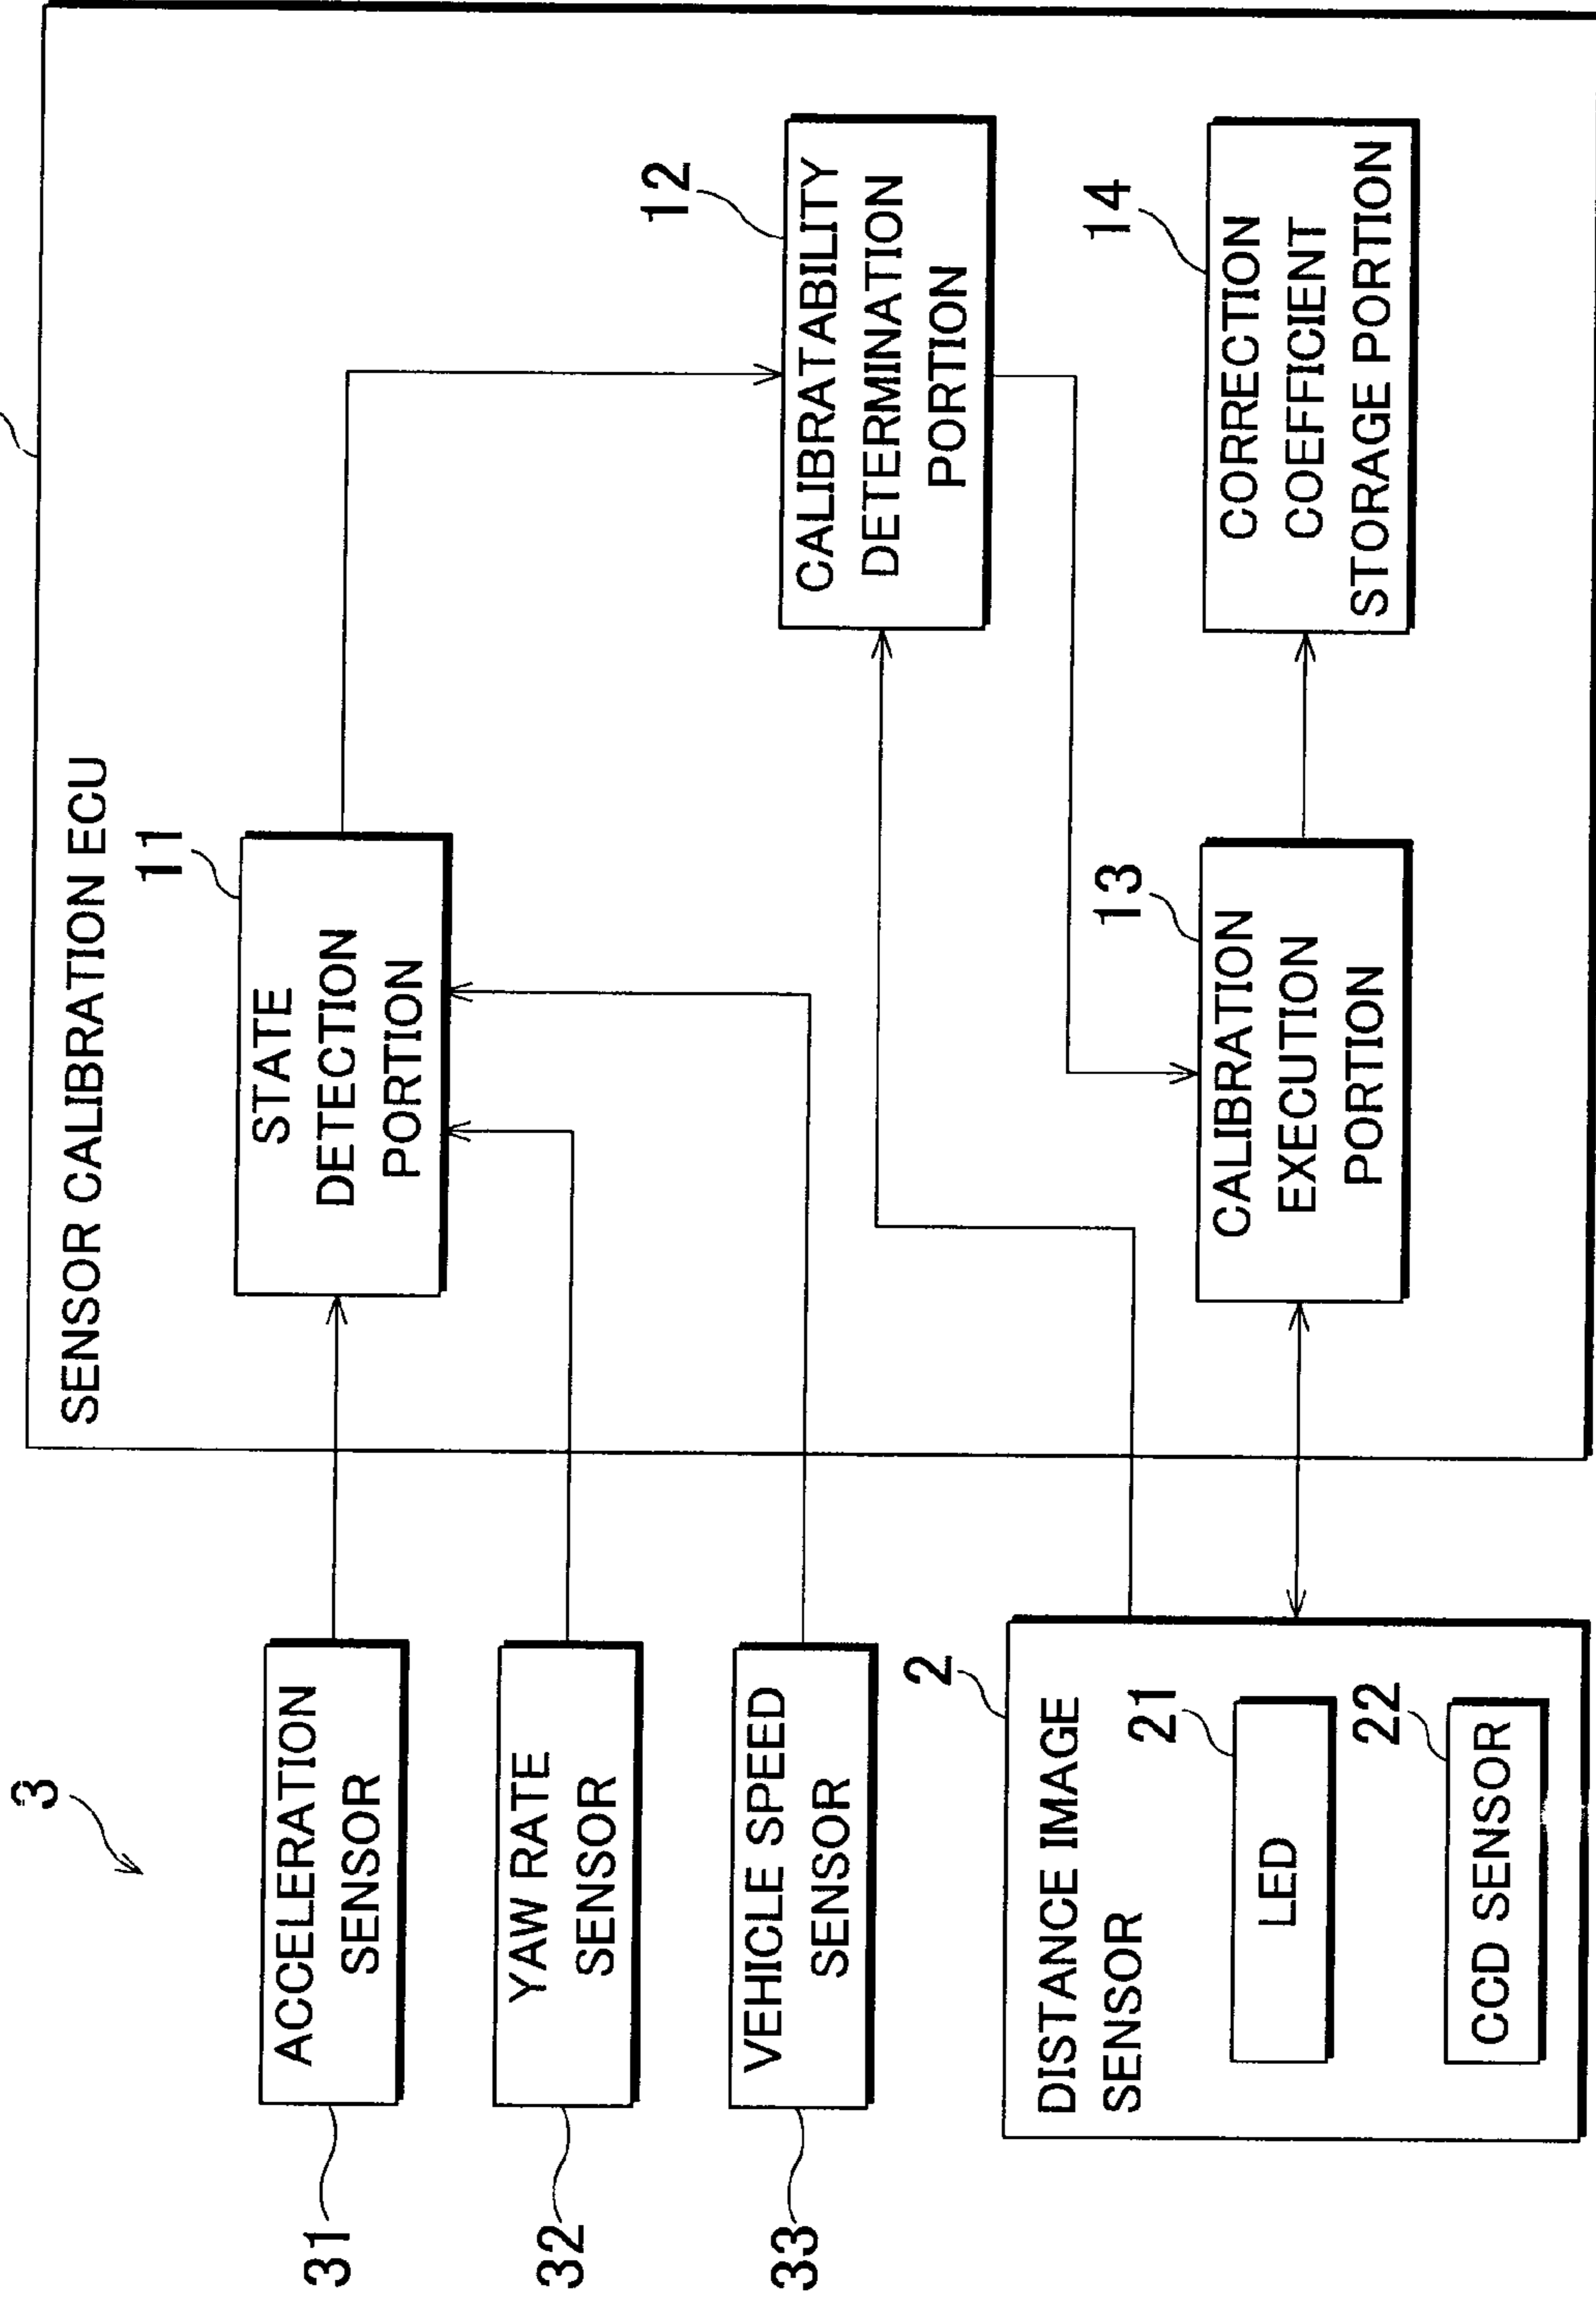 3
31
ACCELERATION
SENSOR
32
YAW RATE
SENSOR
33
VEHICLE SPEED
SENSOR
2
DISTANCE IMAGE
SENSOR
21
LED
22
CCD SENSOR
SENSOR CALIBRATION ECU
11
STATE
DETECTION
PORTION
12
CALIBRATABILITY
DETERMINATION
PORTION
13
CALIBRATION
EXECUTION
PORTION
14
CORRECTION
COEFFICIENT
STORAGE PORTION